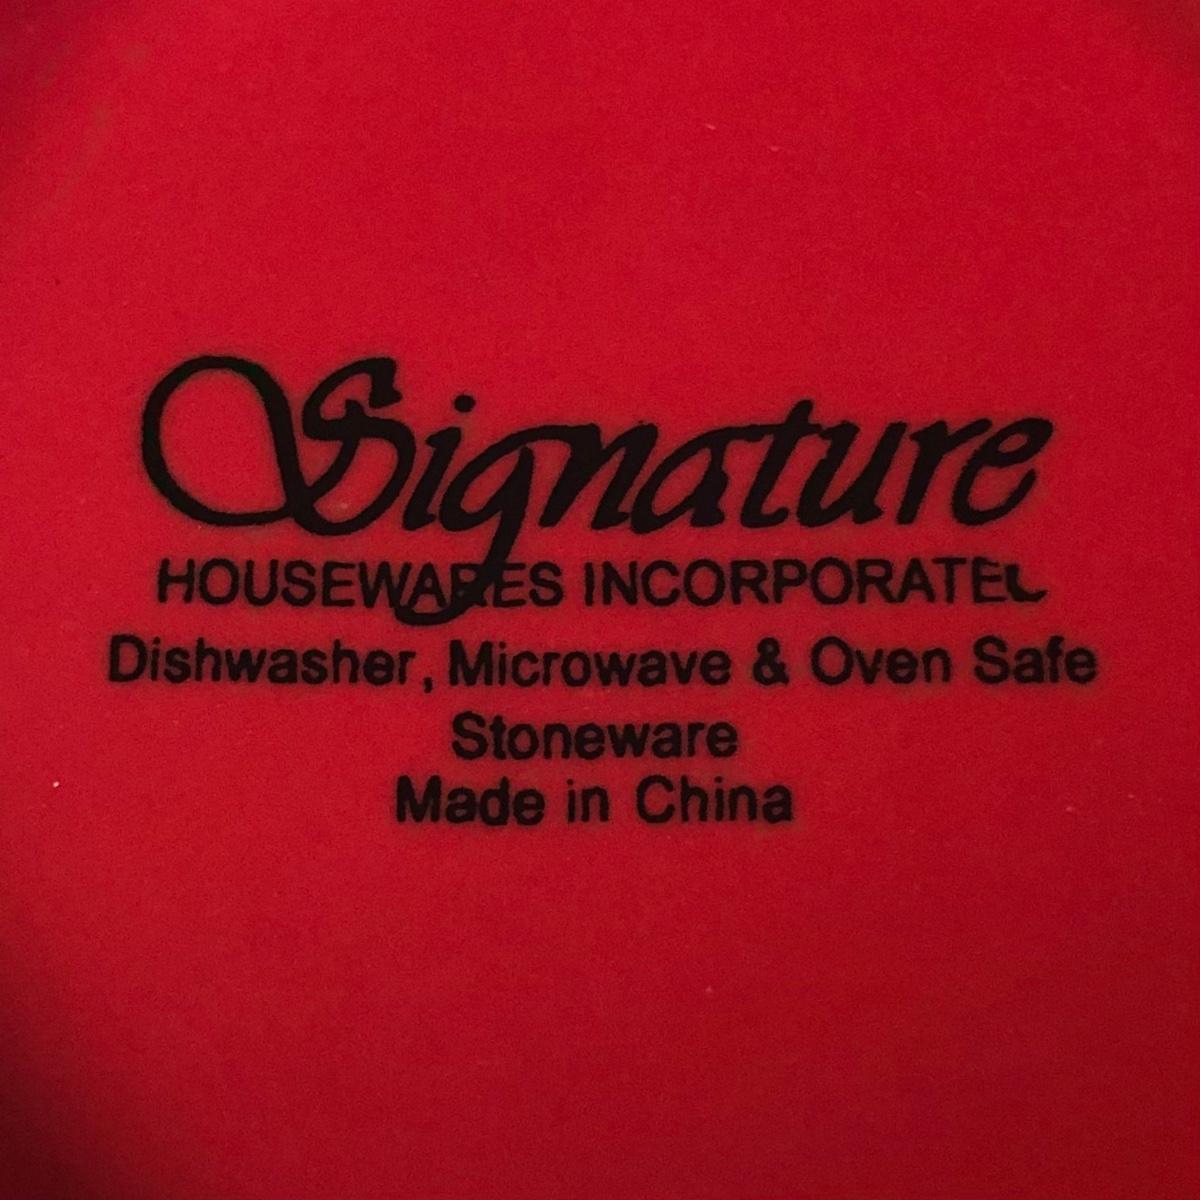 Signature
HOUSEWARES INCORPORATED
Dishwasher, Microwave & Oven Safe
Stoneware
Made in China